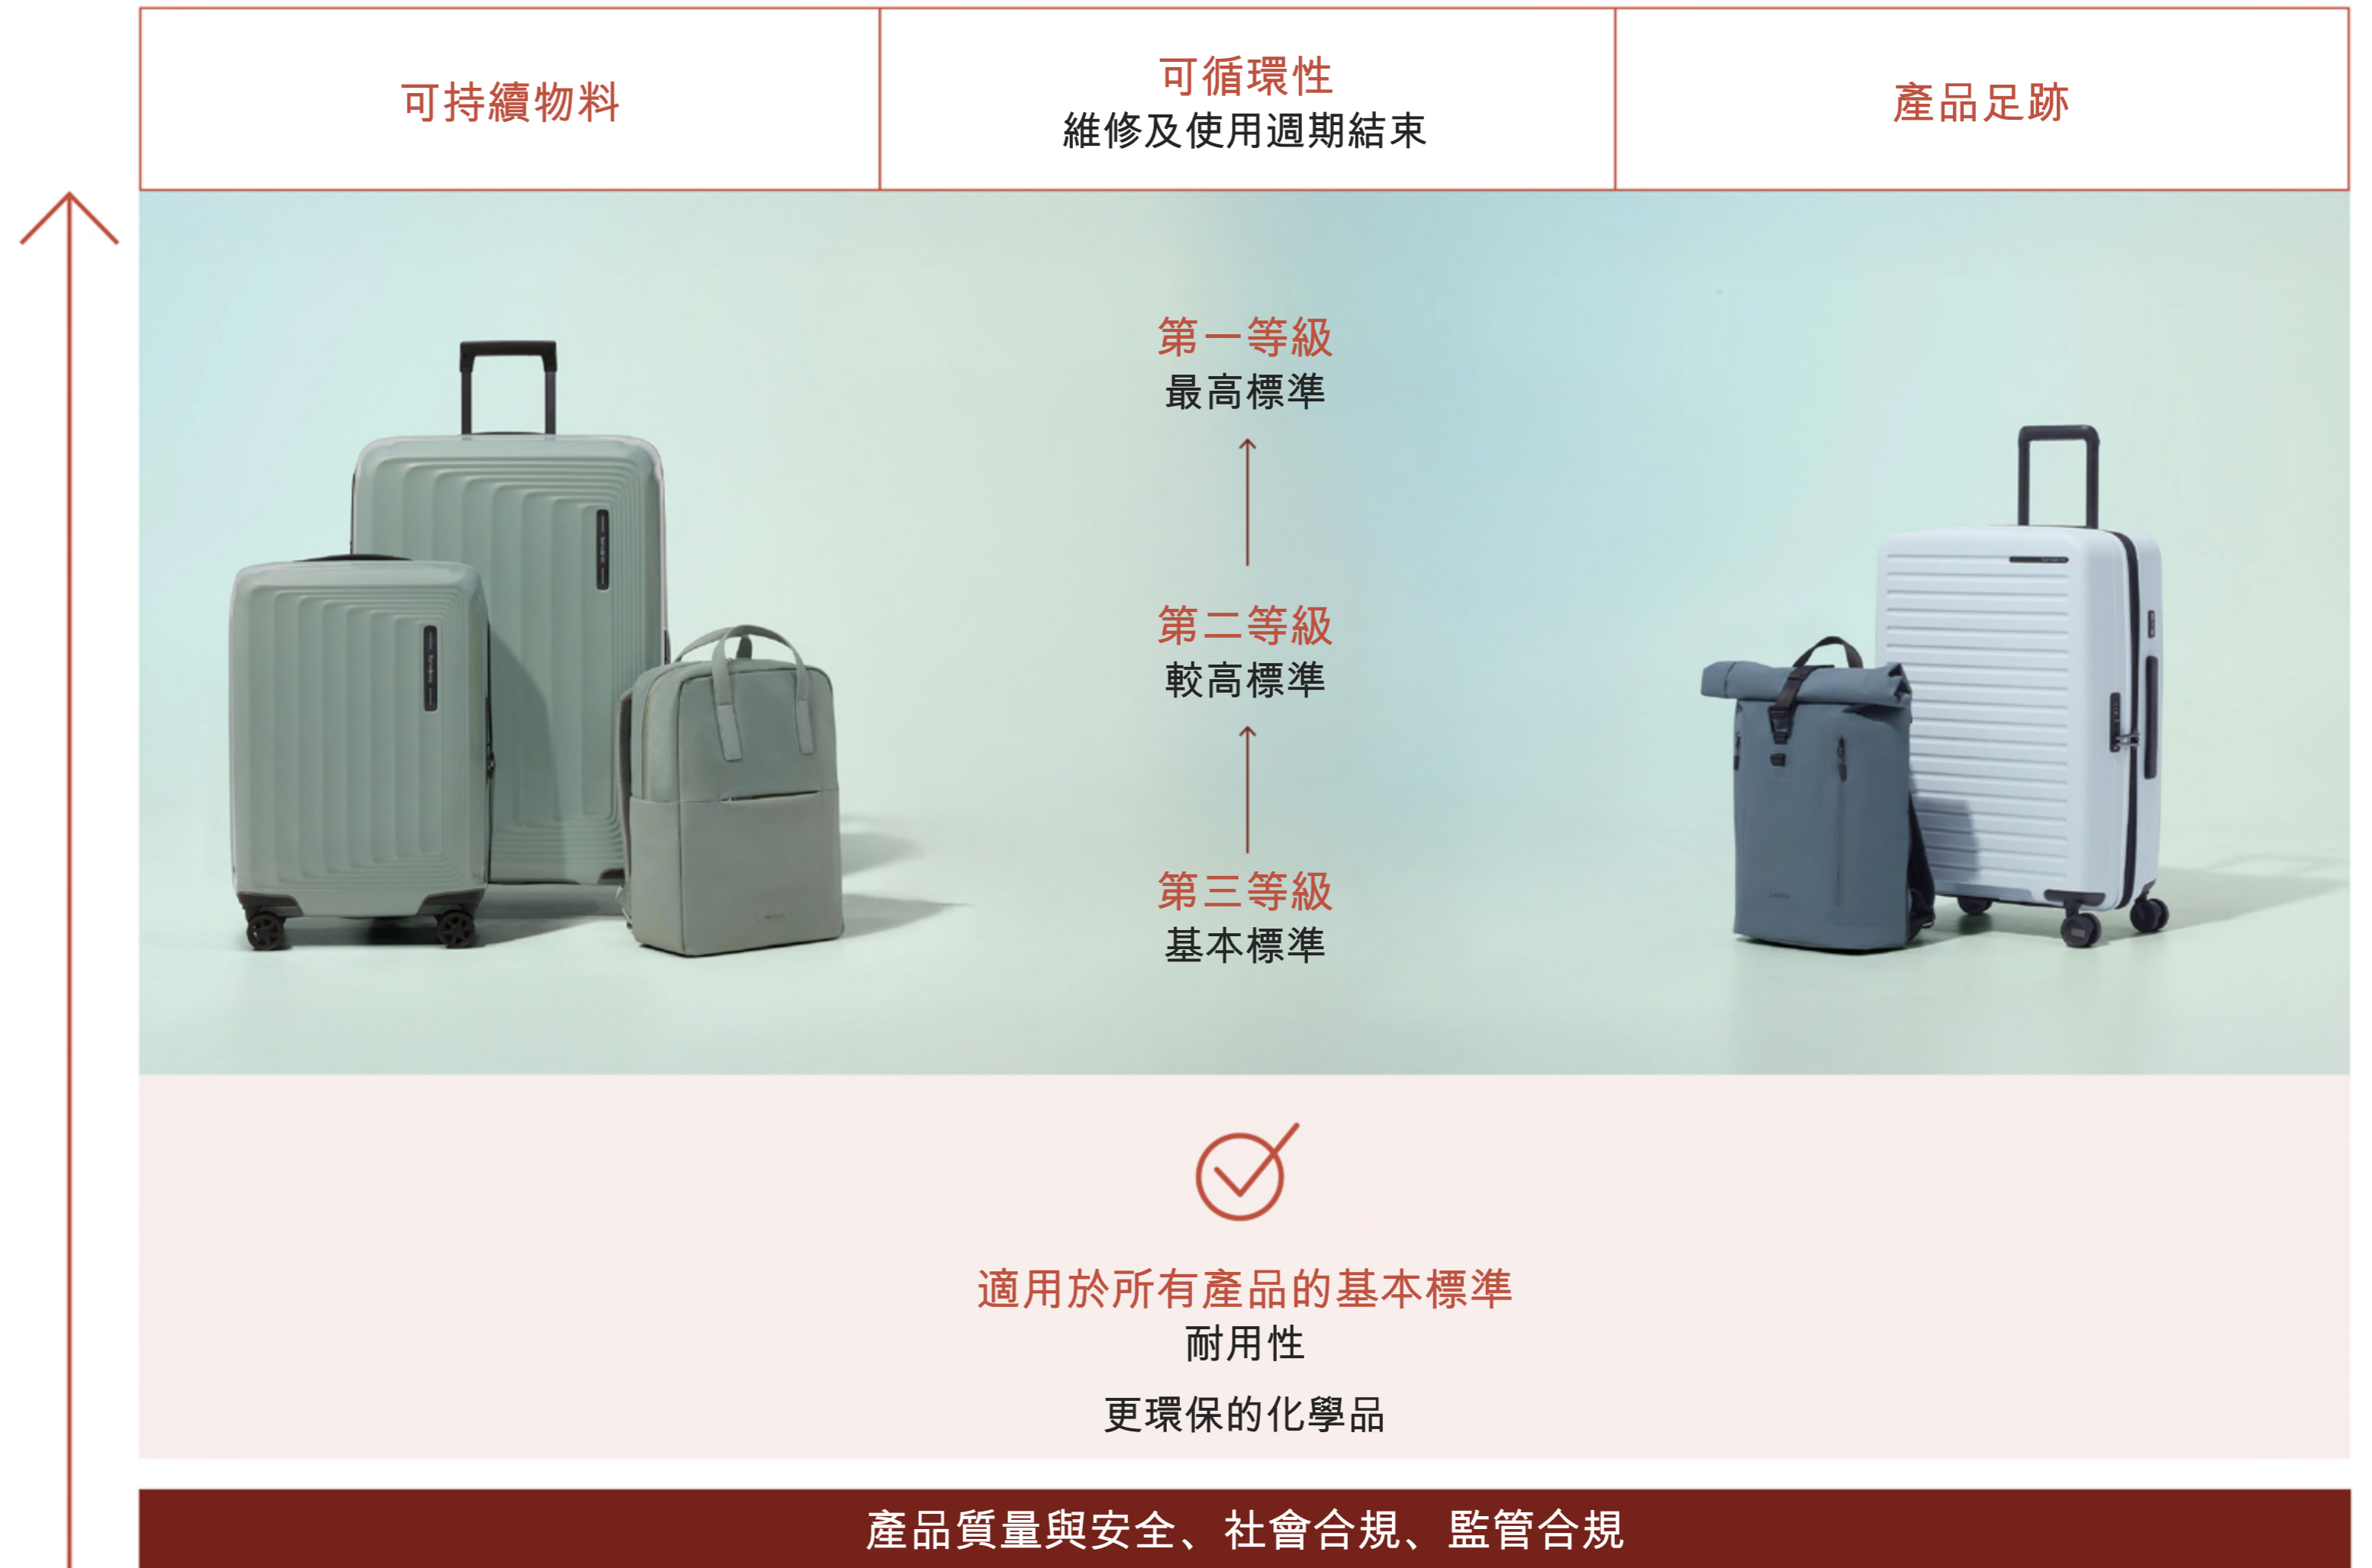 可持續物料
可循環性
維修及使用週期結束
產品足跡
第一等級
最高標準
第二等級
較高標準
第三等級
基本標準
適用於所有產品的基本標準
耐用性
更環保的化學品
產品質量與安全、社會合規、監管合規